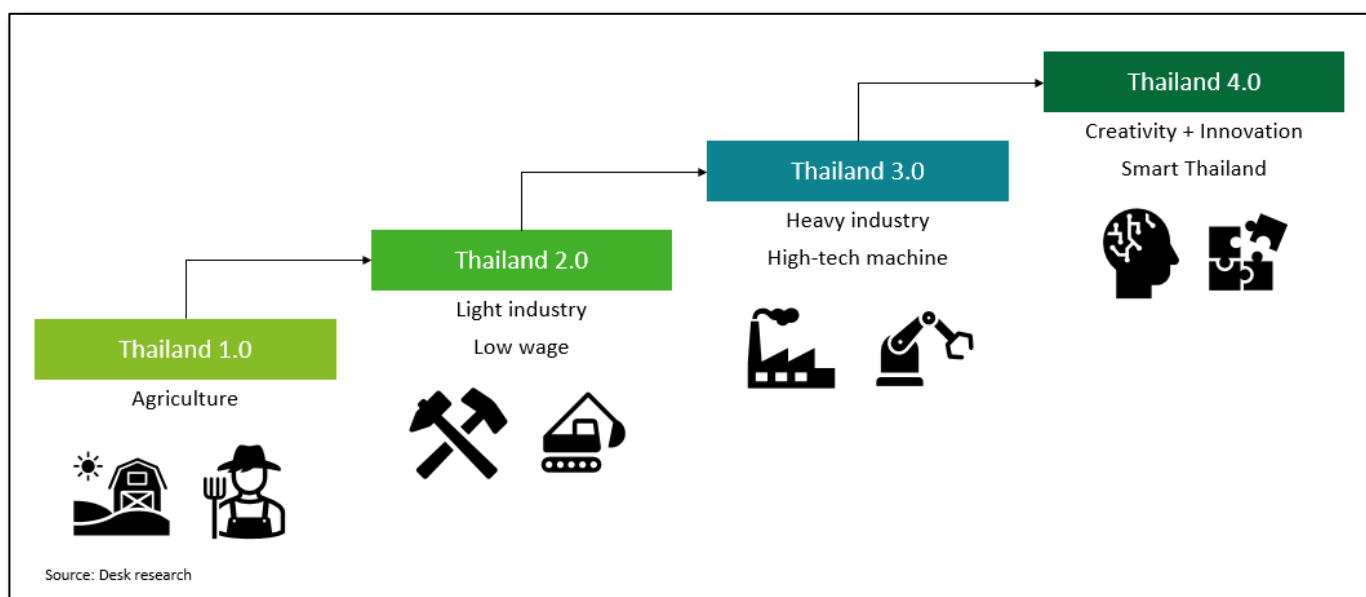 Thailand 1.0
Agriculture
Thailand 2.0
Light industry
Low wage
Thailand 3.0
Heavy industry
High-tech machine
Thailand 4.0
Creativity + Innovation
Smart Thailand
Source: Desk research